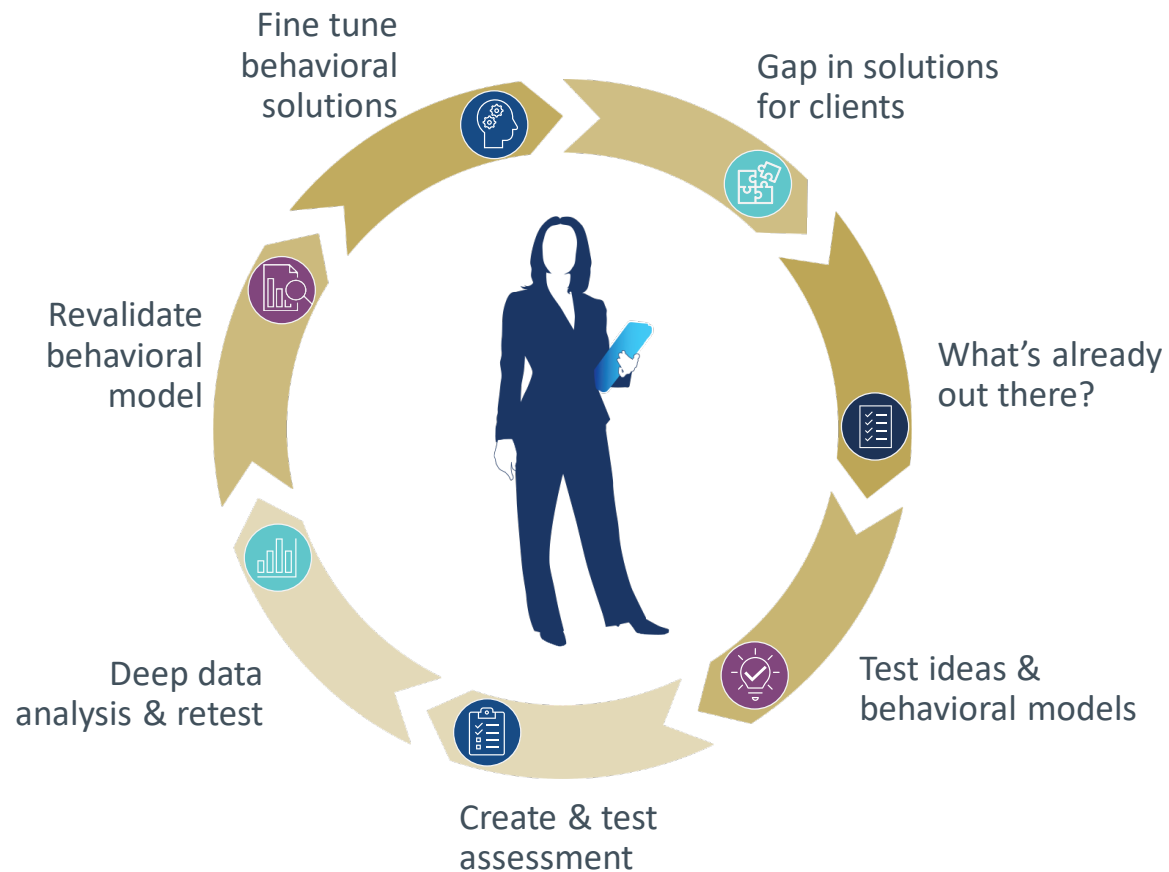 Fine tune
behavioral
solutions
Gap in solutions
for clients
What's already
out there?
Test ideas &
behavioral models
Create & test
assessment
Deep data
analysis & retest
Revalidate
behavioral
model